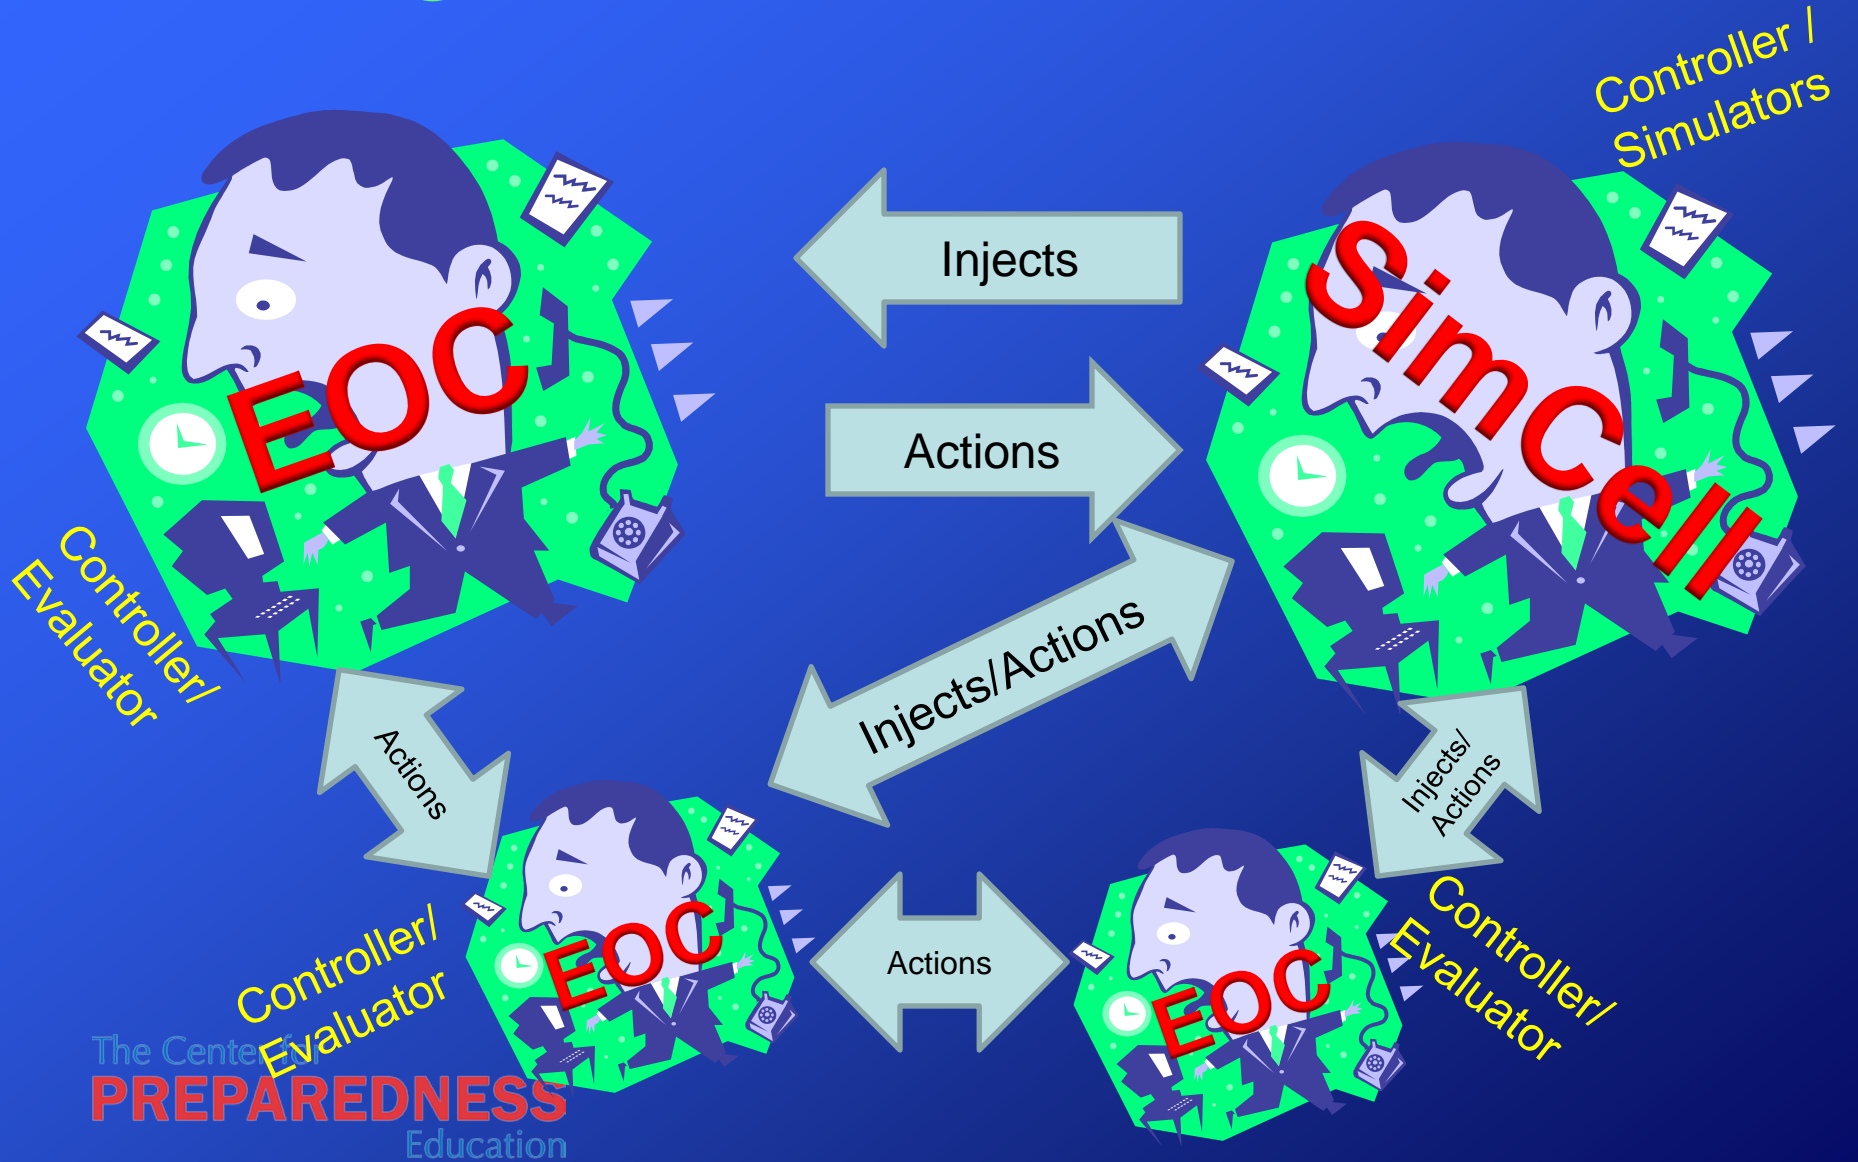 Controller /
Simulators
Injects
SimCell
EOC
Actions
Controller/
Evaluator
Injects/Actions
Actions
Injects/
Actions
EOC
Actions
EOC
Controller/
Evaluator
Controller/
Evaluator
The Center for
PREPAREDNESS
Education